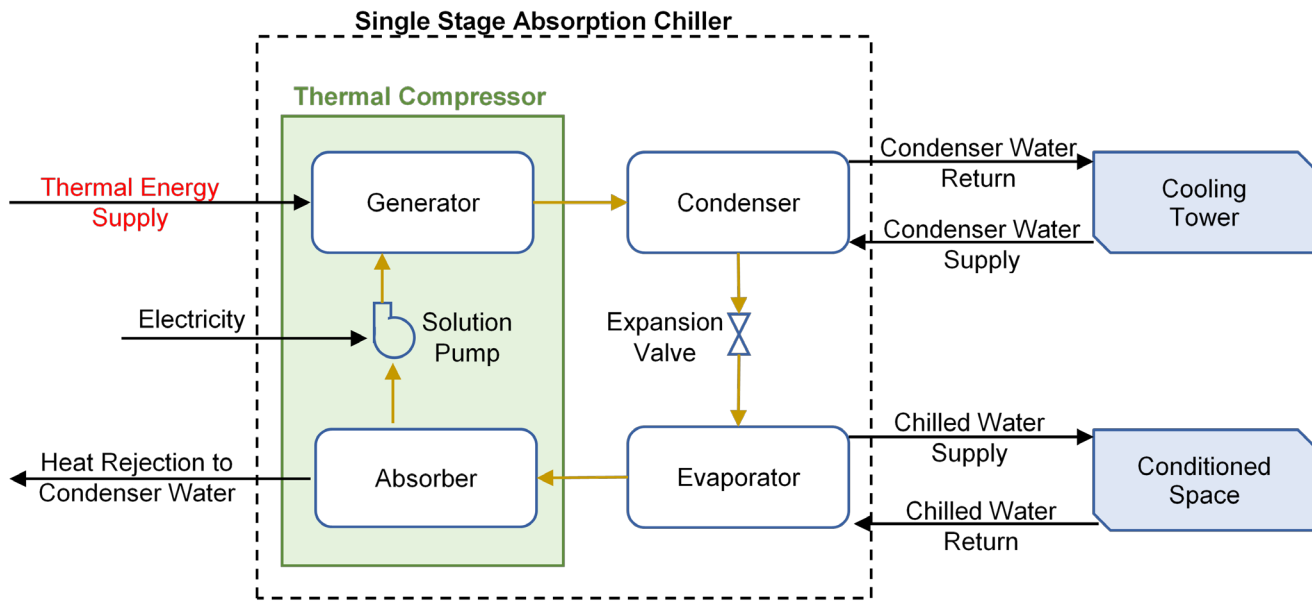 Single Stage Absorption Chiller
Thermal Compressor
Thermal Energy
Supply
Generator
Condenser
Condenser Water
Return
Condenser Water
Supply
Cooling
Tower
Electricity
Solution
Pump
Expansion
Valve
Heat Rejection to
Condenser Water
Absorber
Evaporator
Chilled Water
Supply
Chilled Water
Return
Conditioned
Space